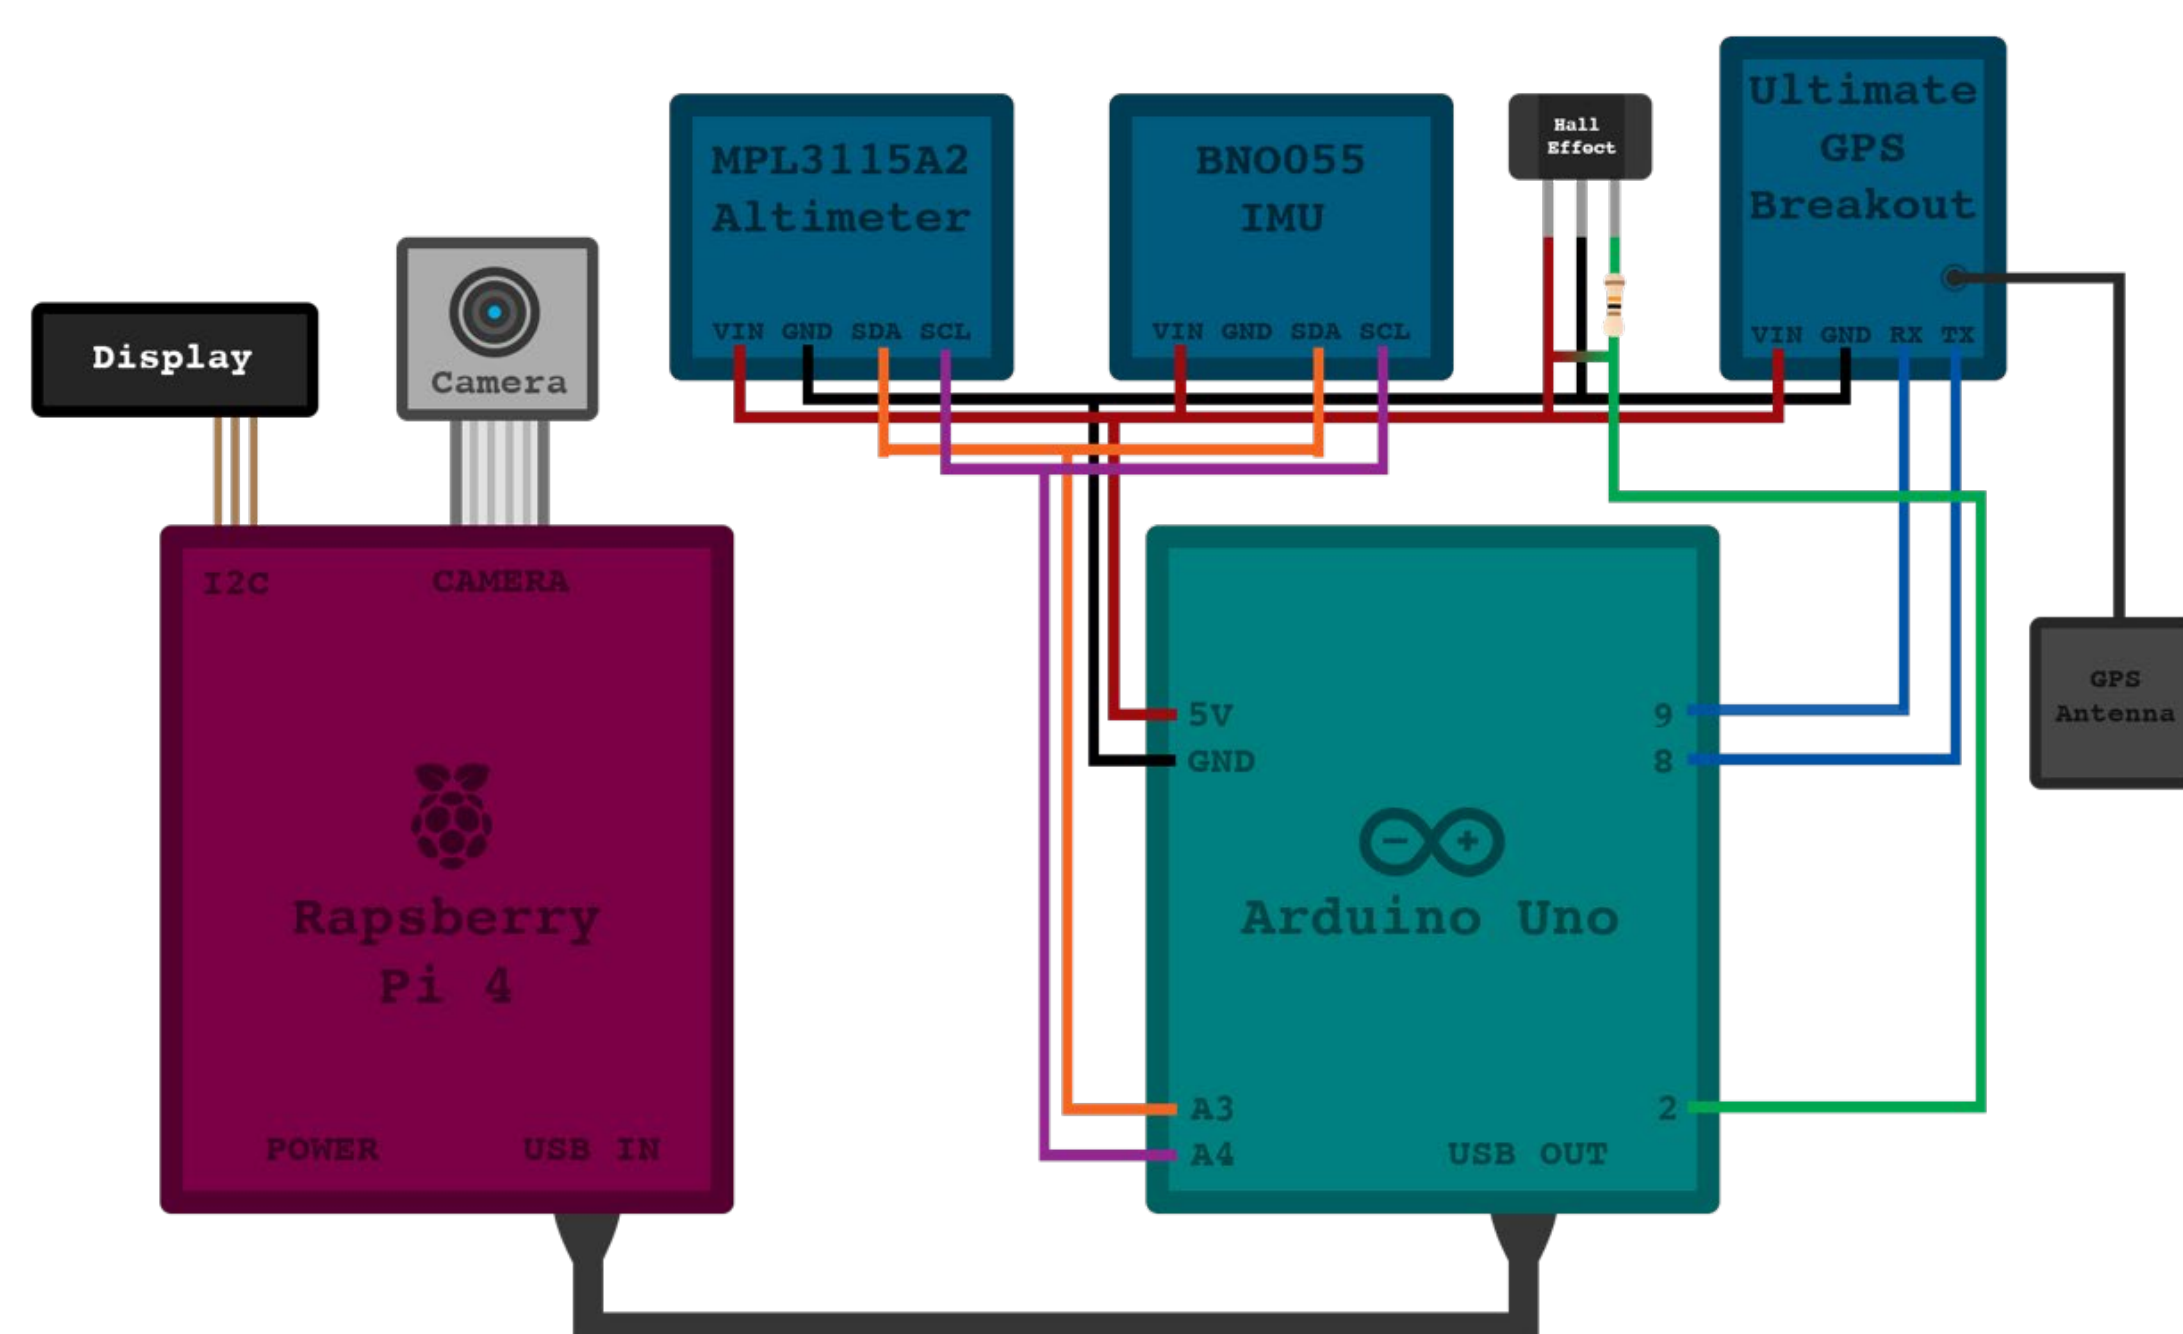 Ultimate
GPS
Breakout
Hall
Effect
MPL3115A2
Altimeter
BNO055
IMU
VIN GND SDA SCL
VIN GND SDA SCL
VIN GND RX TX
Display
Camera
I2C
CAMERA
GPS
Antenna
5V
GND
9
8
Rapsberry
Pi 4
Arduino Uno
A3
A4
2
POWER
USB IN
USB OUT